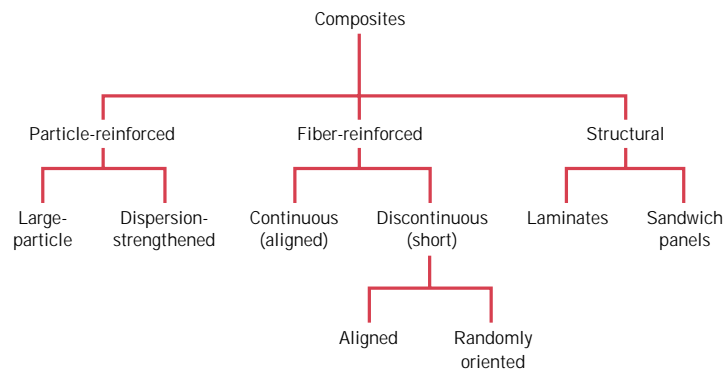 Composites
Particle-reinforced
Fiber-reinforced
Structural
Large-
particle
Dispersion-
strengthened
Continuous
(aligned)
Discontinuous
(short)
Laminates
Sandwich
panels
Aligned
Randomly
oriented